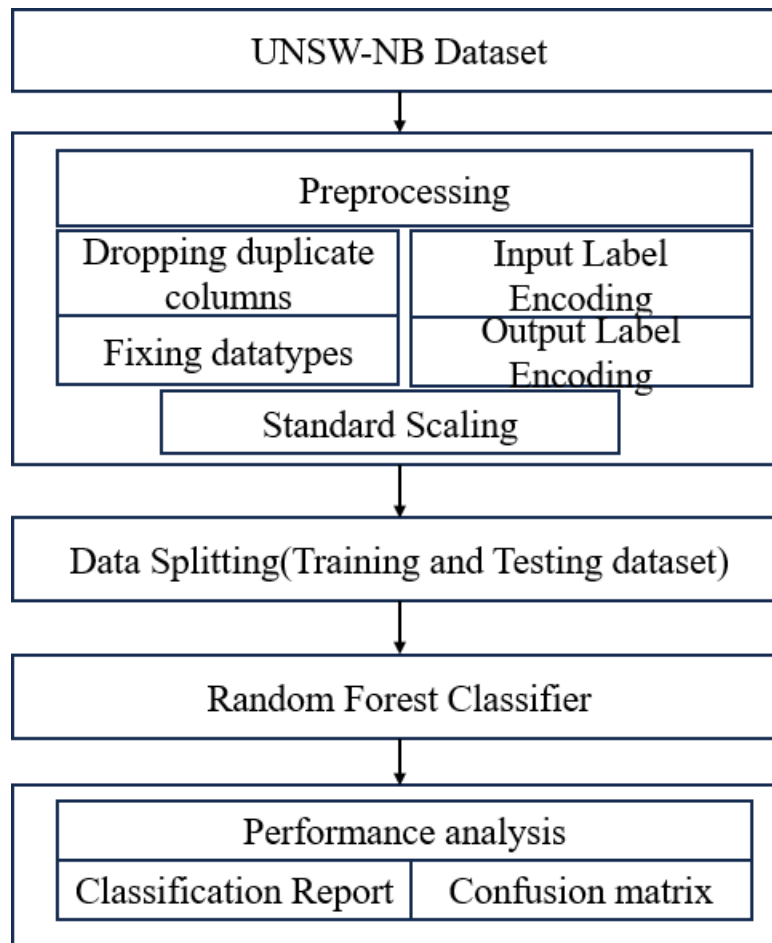 UNSW-NB Dataset
Preprocessing
Dropping duplicate
columns
Input Label
Encoding
Fixing datatypes
Output Label
Encoding
Standard Scaling
Data Splitting(Training and Testing dataset)
Random Forest Classifier
Performance analysis
Classification Report
Confusion matrix